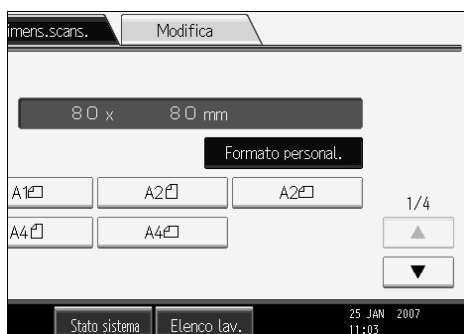 imens.scans. Modifica
80 x 80 mm
Formato personal.
A1 A2 A2
1/4
A4 A4
Stato sistema Elenco lav. 25 JAN 2007
11:03